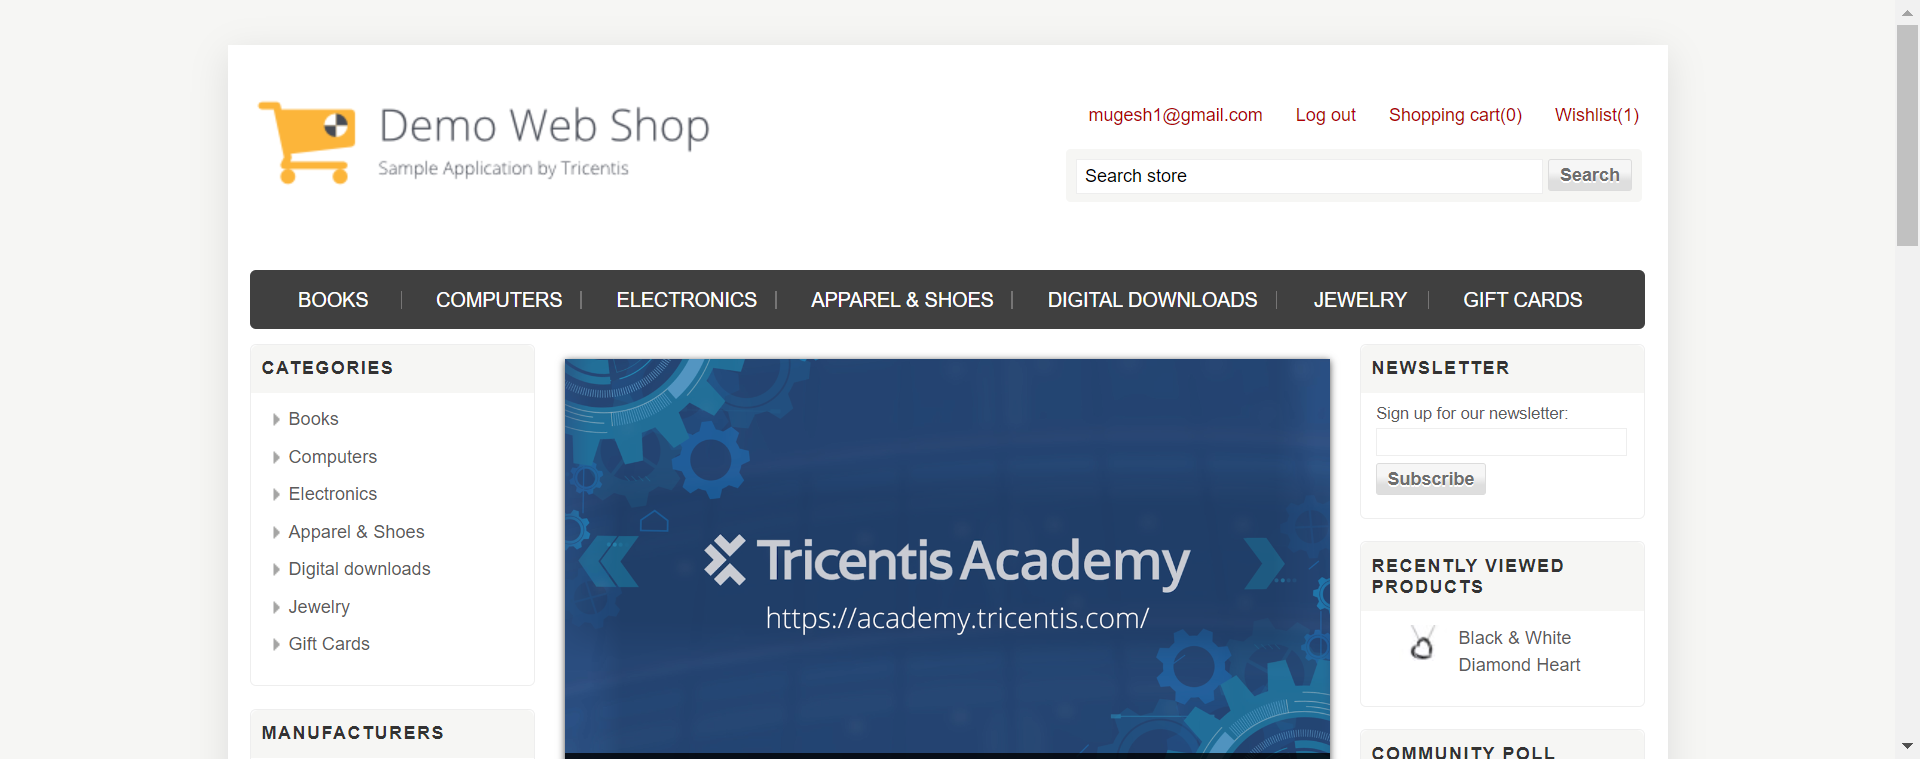 Demo Web Shop
Sample Application by Tricentis
mugesh1@gmail.com Log out Shopping cart(0) Wishlist(1)
Search store Search
BOOKS COMPUTERS ELECTRONICS APPAREL & SHOES DIGITAL DOWNLOADS JEWELRY GIFT CARDS
CATEGORIES
Books
Computers
Electronics
Apparel & Shoes
Digital downloads
Jewelry
Gift Cards
MANUFACTURERS
Tricentis Academy
https://academy.tricentis.com/
NEWSLETTER
Sign up for our newsletter:
Subscribe
RECENTLY VIEWED
PRODUCTS
Black & White
Diamond Heart
COMMUNITY POLL